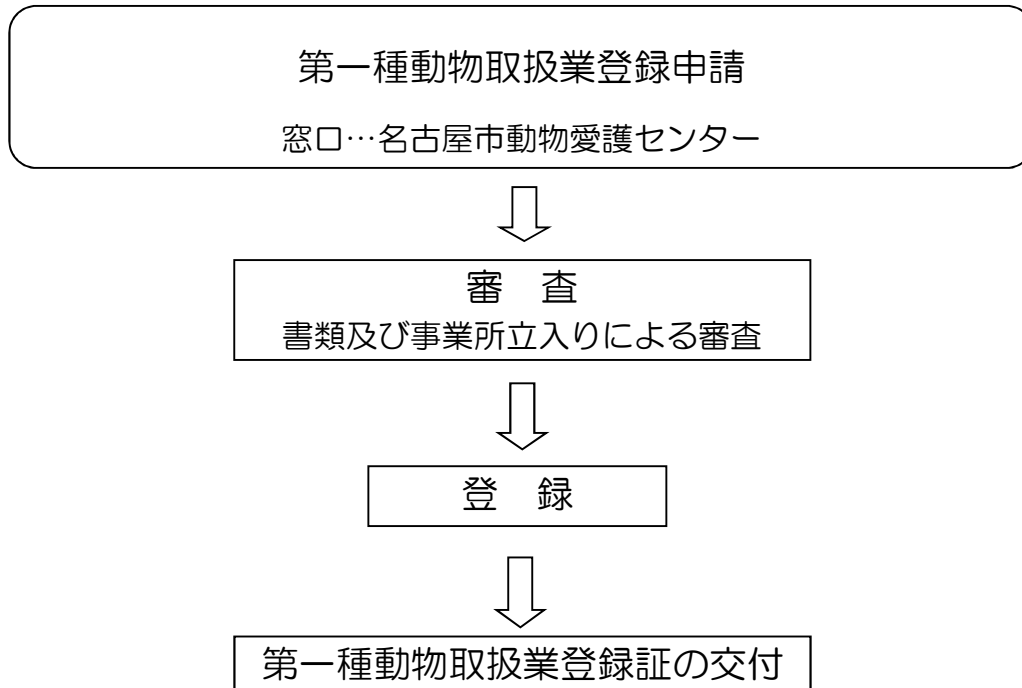 第一種動物取扱業登録申請
窓口…名古屋市動物愛護センター
審　査
書類及び事業所立入りによる審査
登　録
第一種動物取扱業登録証の交付